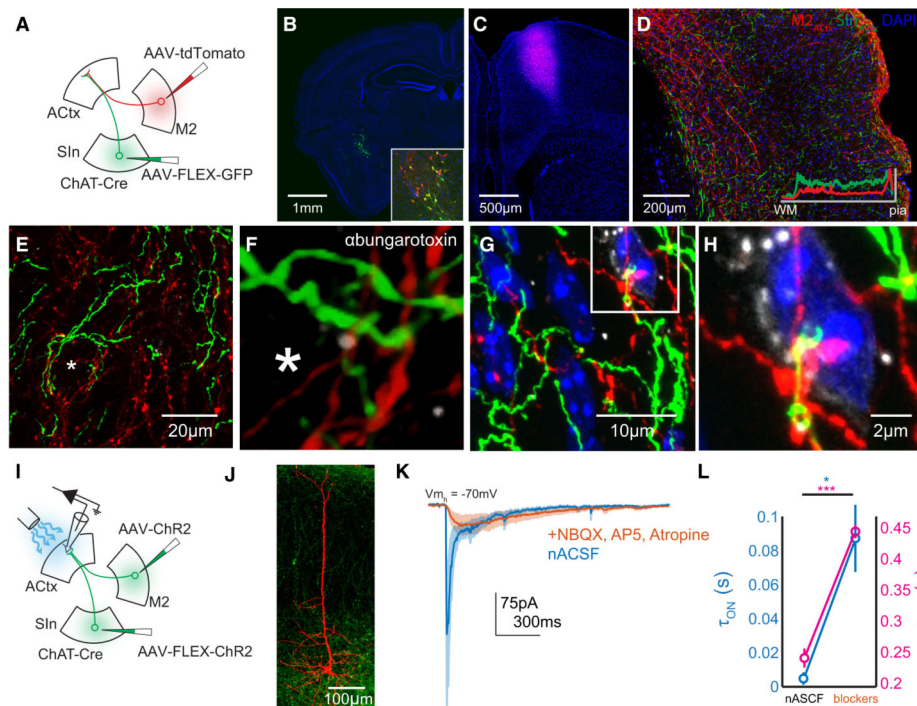 A
AAV-tdTomato
ACtx
M2
SIn
ChAT-Cre
AAV-FLEX-GFP
B
1mm
C
500µm
D
M2ACtx SIn DAPI
200µm
WM
pia
E
*
20µm
F
αbungarotoxin
*
G
10µm
H
2µm
I
AAV-ChR2
ACtx
M2
SIn
ChAT-Cre
AAV-FLEX-ChR2
J
100µm
K
Vmh = -70mV
+NBQX, AP5, Atropine
nACSF
75pA
300ms
L
*
***
0.1
0.08
0.06
0.04
0.02
0
τON (s)
0.45
0.4
0.35
0.3
0.25
0.2
nASCF
blockers